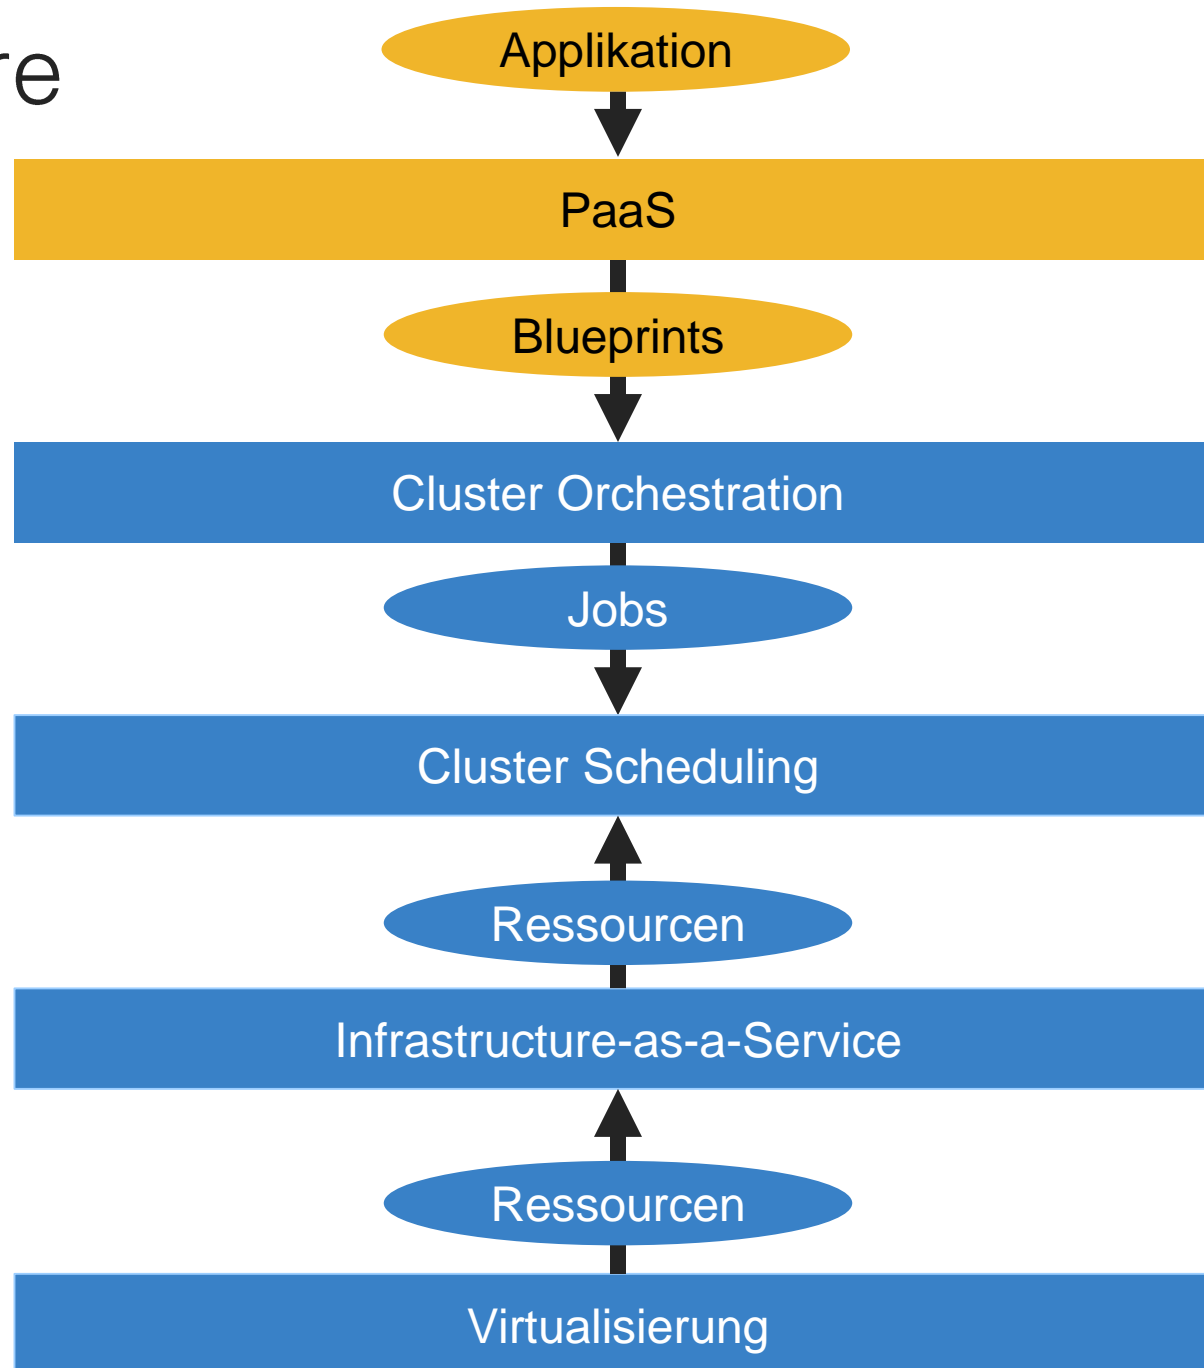 re
Applikation
PaaS
Blueprints
Cluster Orchestration
Jobs
Cluster Scheduling
Ressourcen
Infrastructure-as-a-Service
Ressourcen
Virtualisierung